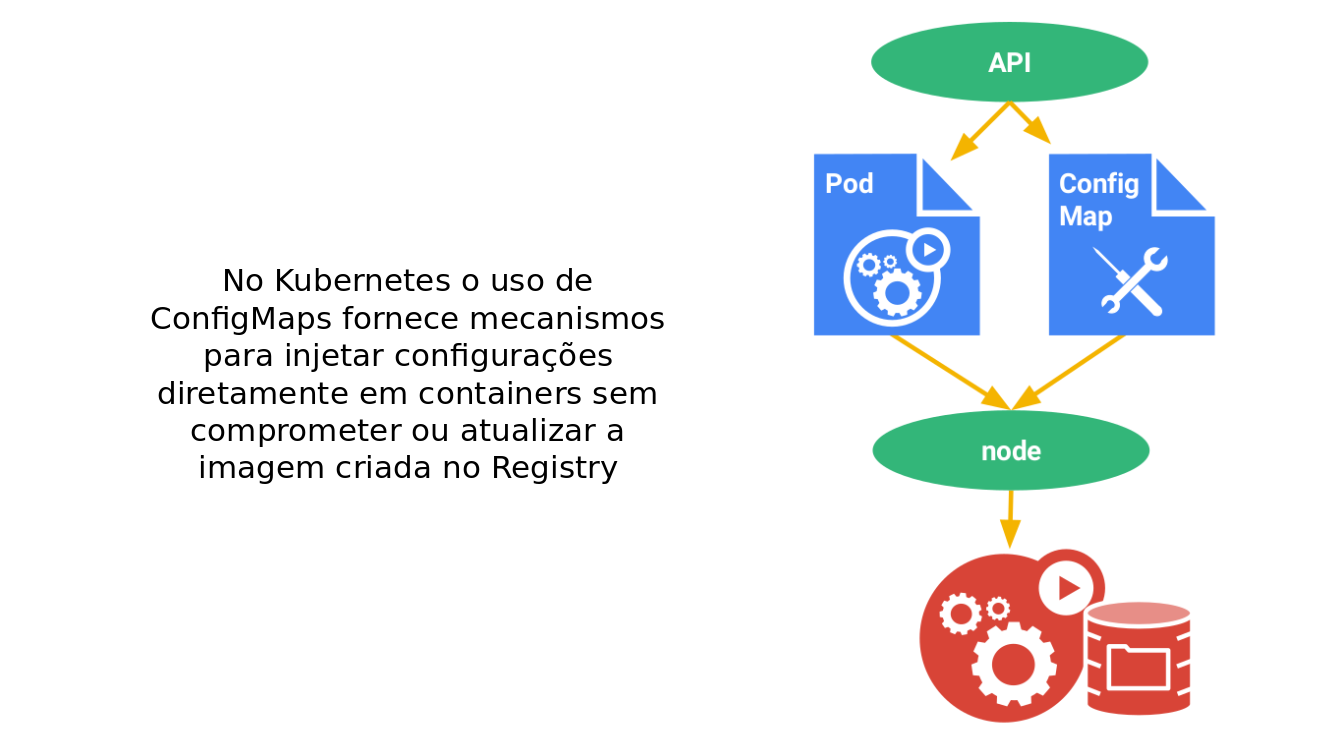 No Kubernetes o uso de
ConfigMaps fornece mecanismos
para injetar configurações
diretamente em containers sem
comprometer ou atualizar a
imagem criada no Registry
API
Pod
Config
Map
node